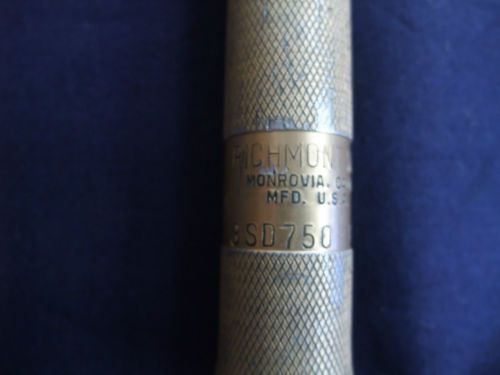 RICHMON
MONROVIA, C
MFD. U.S.
SD750